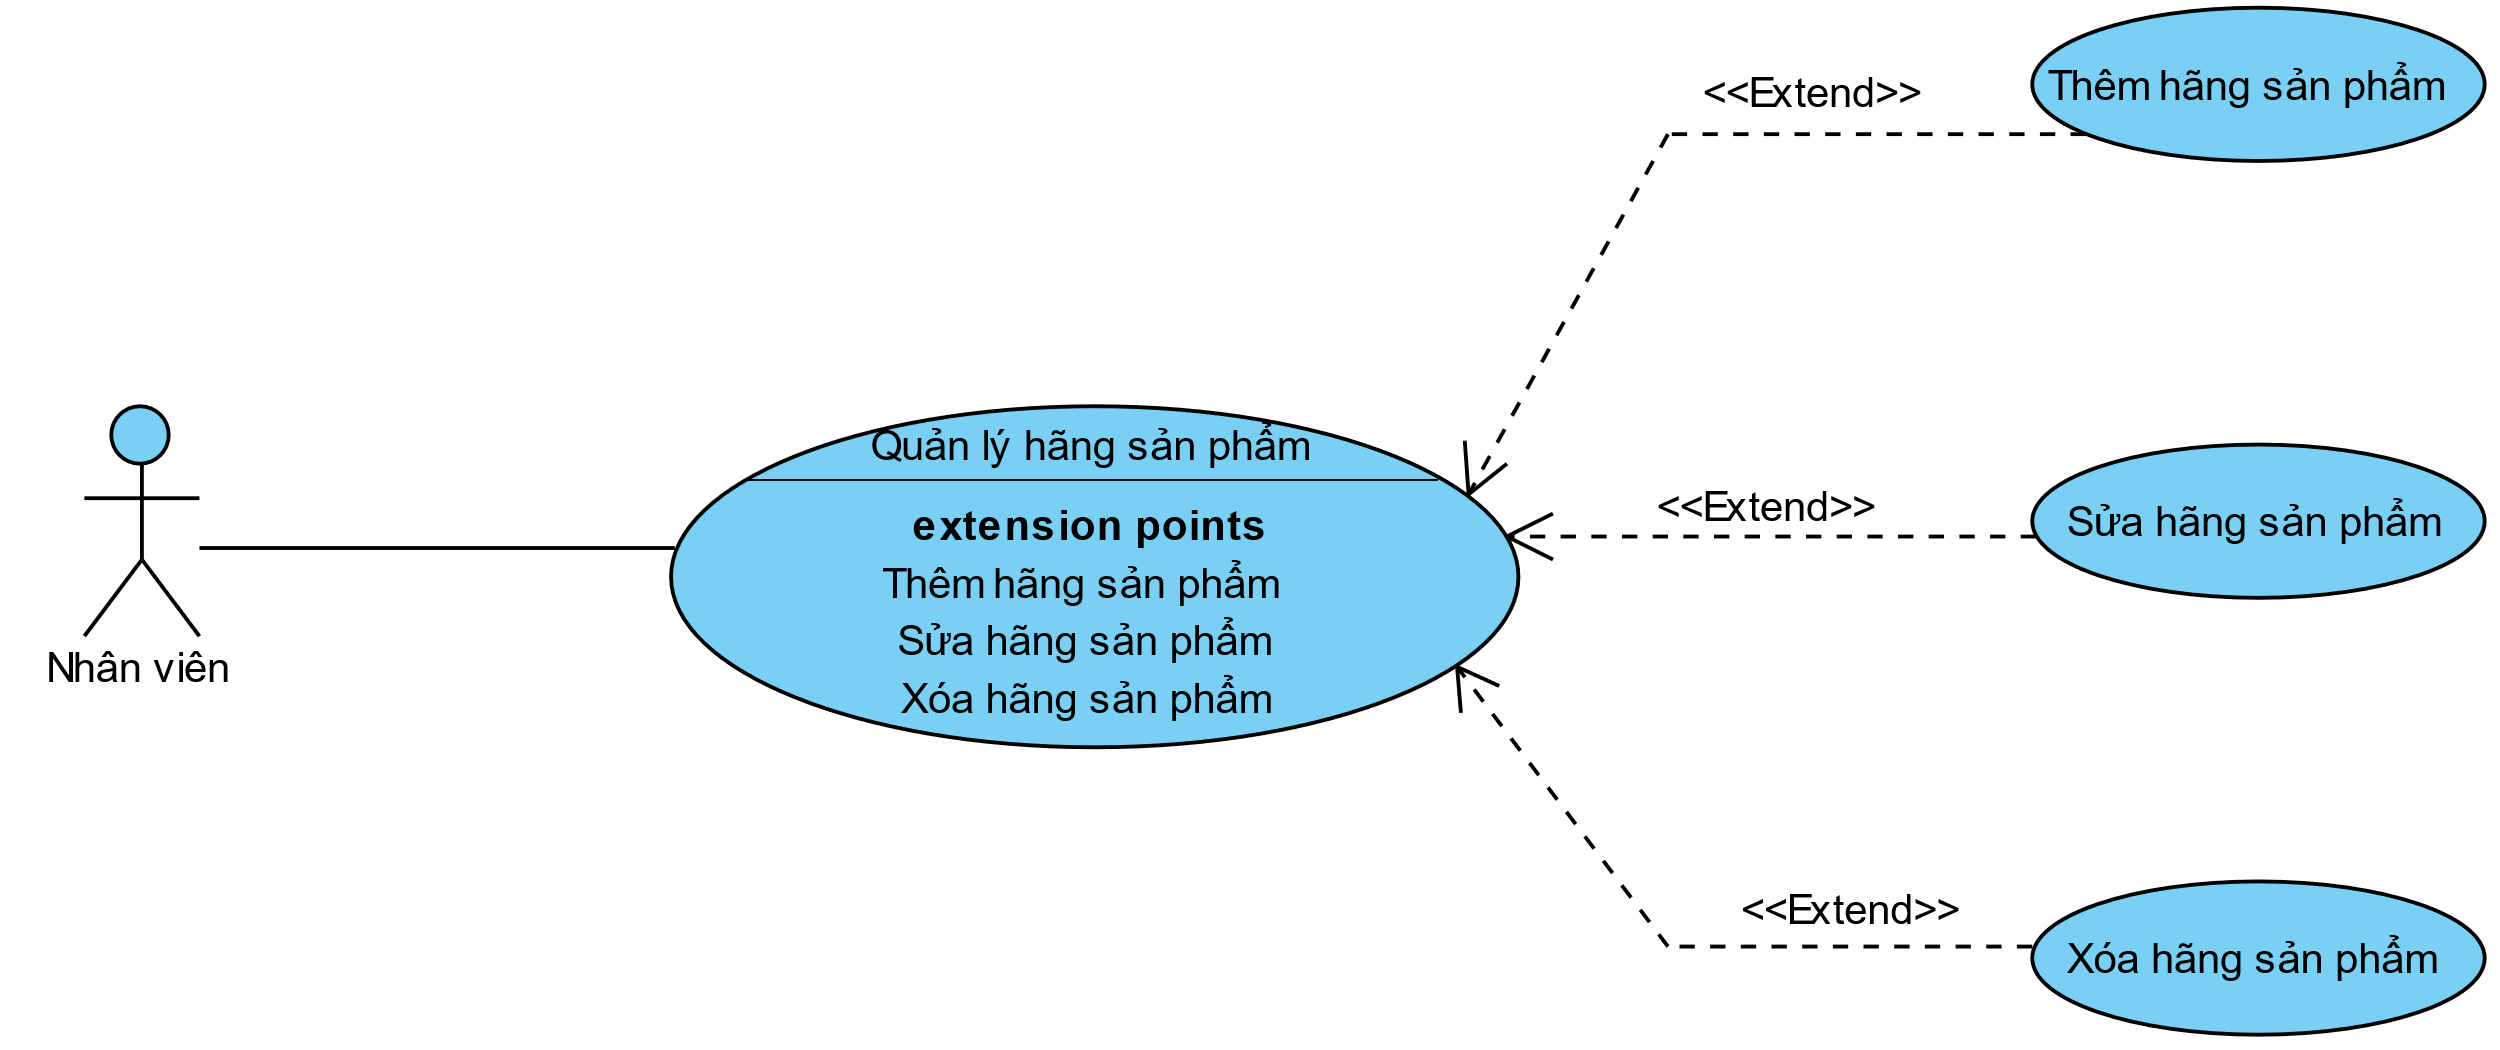 <<Extend>>
Thêm hãng sản phẩm
Quản lý hãng sản phẩm
extension points
Thêm hãng sản phẩm
Sửa hãng sản phẩm
Xóa hãng sản phẩm
<<Extend>>
Sửa hãng sản phẩm
Nhân viên
<<Extend>>
Xóa hãng sản phẩm